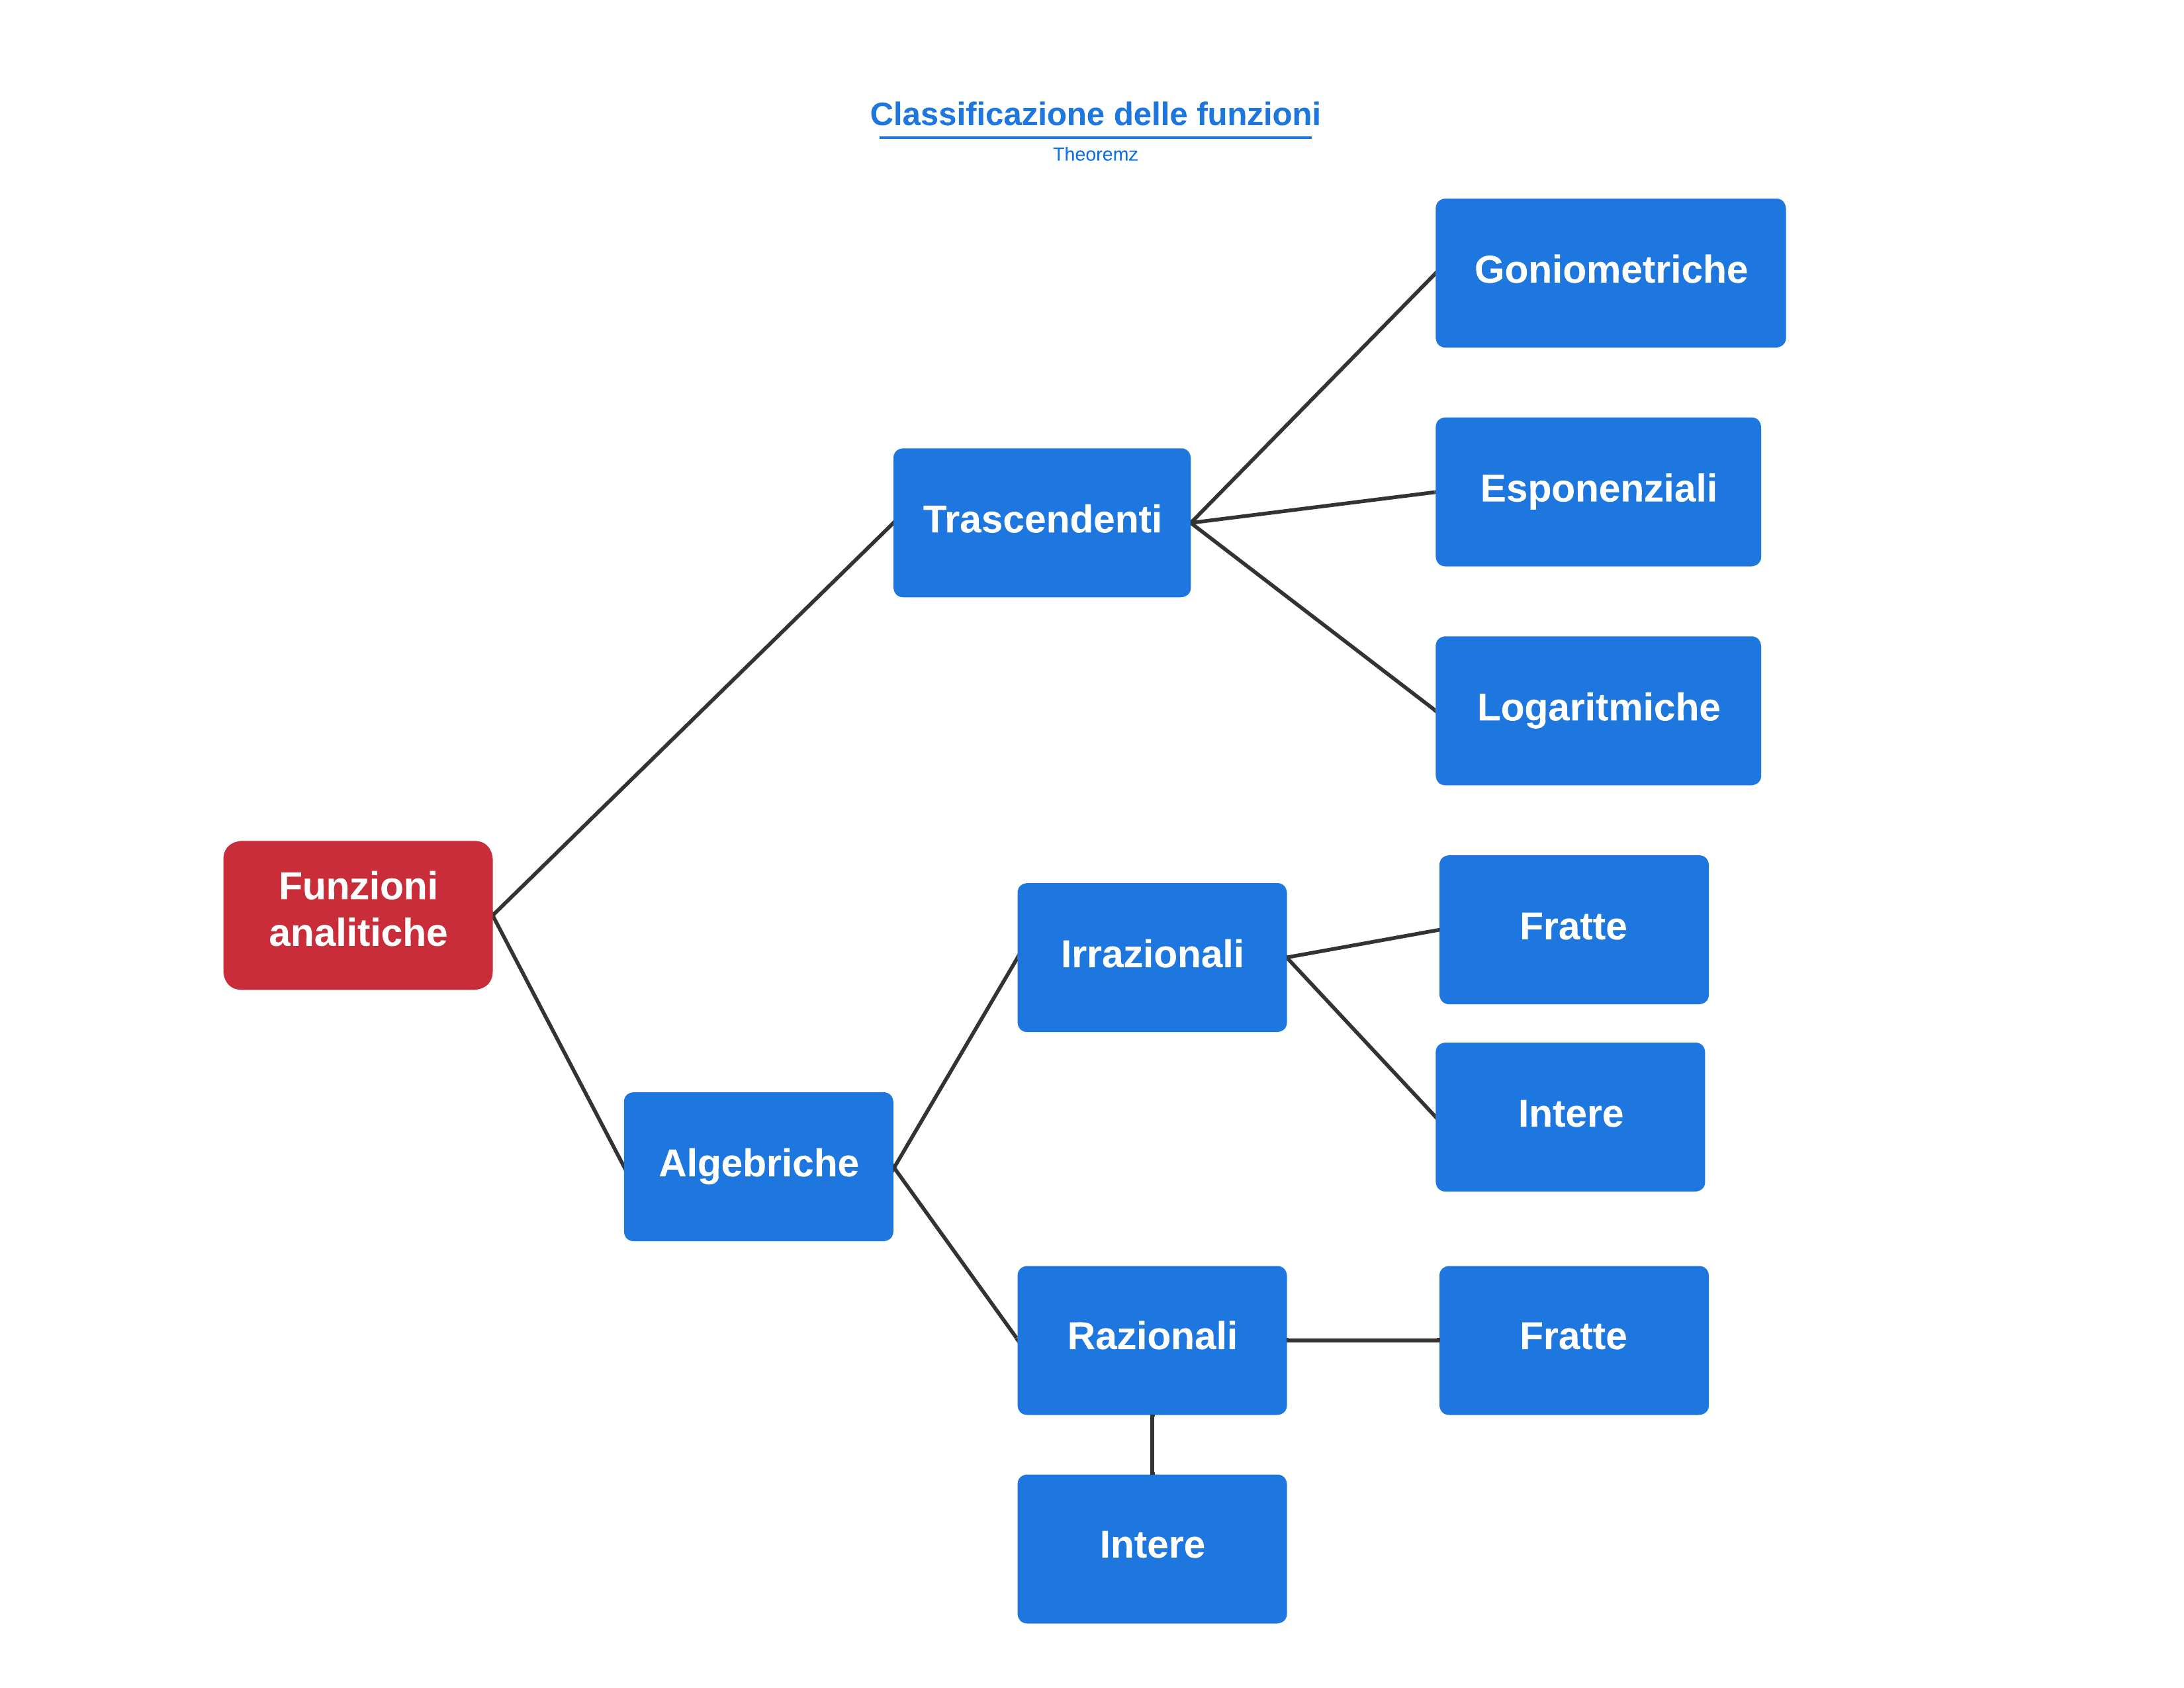 Classificazione delle funzioni
Theoremz
Goniometriche
Esponenziali
Trascendenti
Logaritmiche
Funzioni
analitiche
Fratte
Irrazionali
Intere
Algebriche
Razionali
Fratte
Intere